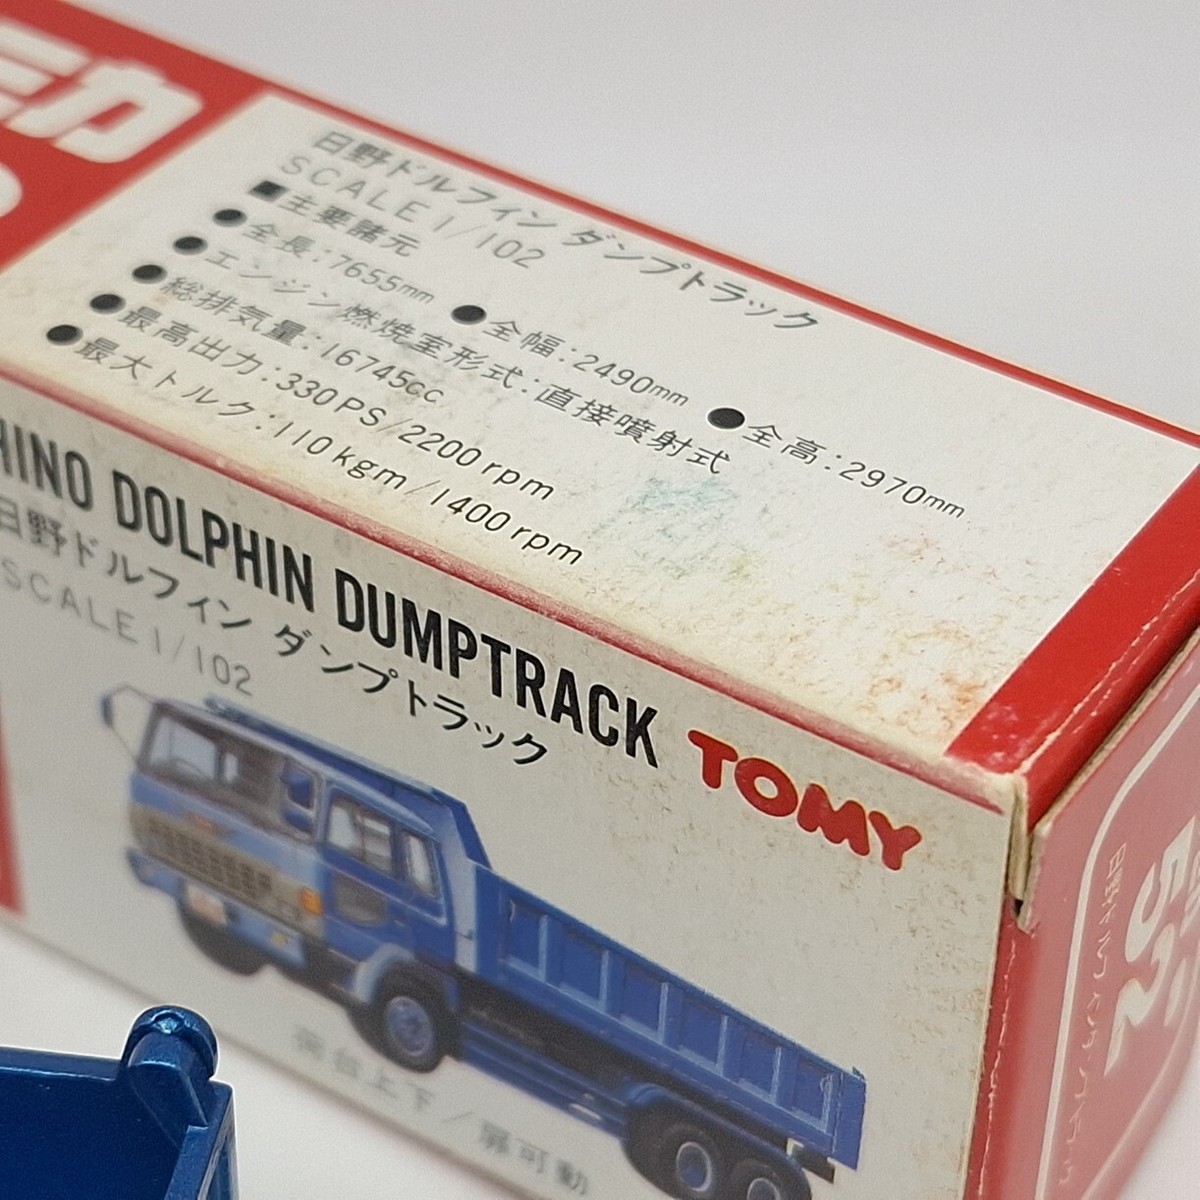 ミカ
日野ドルフィン ダンプトラック
SCALE 1/102
■主要諸元
●全長:7655mm ●全幅:2490mm ●全高:2970mm
●エンジン燃焼室形式:直接噴射式
●総排気量:16745cc
●最高出力:330PS/2200rpm
●最大トルク:110kgm/1400rpm
HINO DOLPHIN DUMPTRACK TOMY
日野ドルフィン ダンプトラック
SCALE 1/102
荷台上下/扉可動